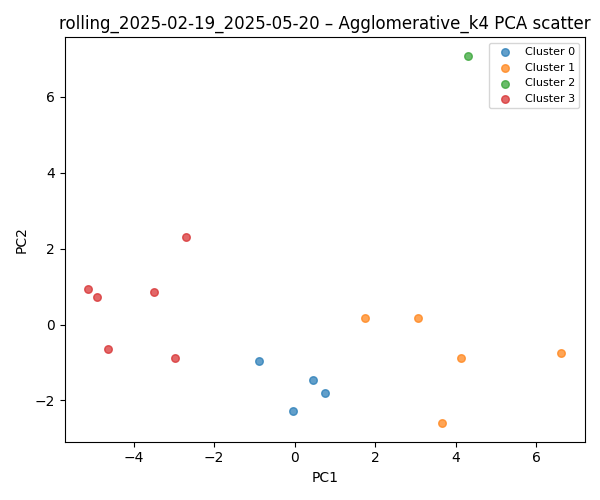 rolling_2025-02-19_2025-05-20 – Agglomerative_k4 PCA scatter
Cluster 0
Cluster 1
Cluster 2
Cluster 3
PC2
6
4
2
0
−2
−4
−2
0
2
4
6
PC1